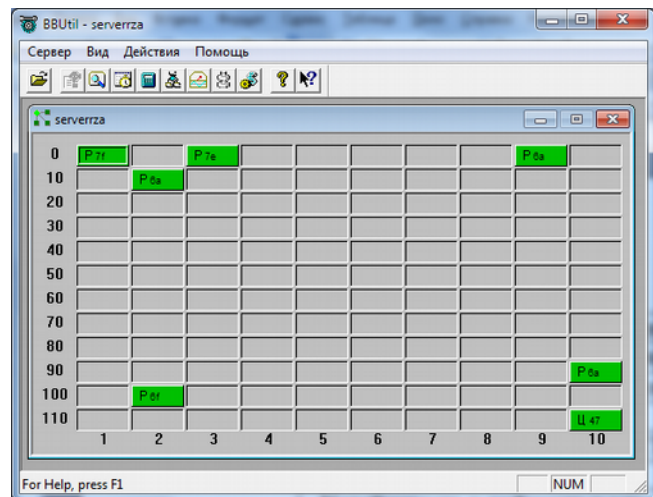 BBUtil - serverrza
Сервер Вид Действия Помощь
serverrza
0 P 7f P 7e P 6a
10 P 6a
20
30
40
50
60
70
80
90 P 6a
100 P 6f
110 Ц 47
1 2 3 4 5 6 7 8 9 10
For Help, press F1 NUM